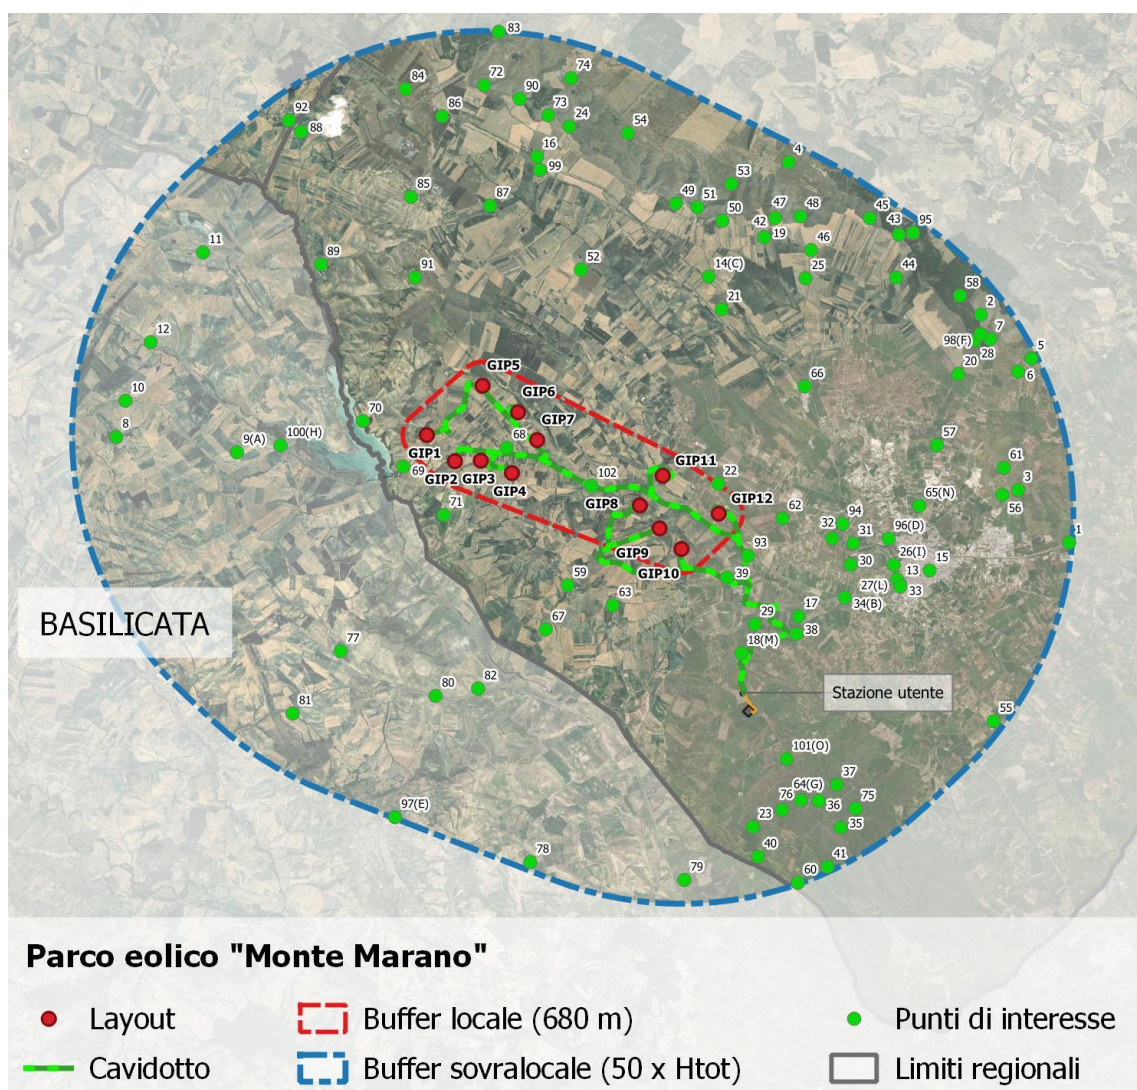 83
84
72
74
90
92
86
73
24
88
54
16
4
99
53
85
87
49
51
47
48
45
50
42
43
95
19
11
46
89
91
52
14(C)
25
44
58
21
2
12
7
98(F)
28
5
GIP5
20
6
66
10
GIP6
70
GIP7
8
9(A)
100(H)
68
57
GIP1
61
69
GIP2
GIP3
GIP4
102
GIP11
22
3
65(N)
56
71
GIP8
GIP12
62
94
32
31
96(D)
1
GIP9
93
30
26(I)
13
15
59
GIP10
39
27(L)
33
63
34(B)
BASILICATA
67
29
17
38
77
18(M)
80
82
Stazione utente
81
55
101(O)
97(E)
64(G)
37
76
36
75
23
35
78
40
41
79
60
Parco eolico "Monte Marano"
Layout
Buffer locale (680 m)
Punti di interesse
Cavidotto
Buffer sovralocale (50 x Htot)
Limiti regionali